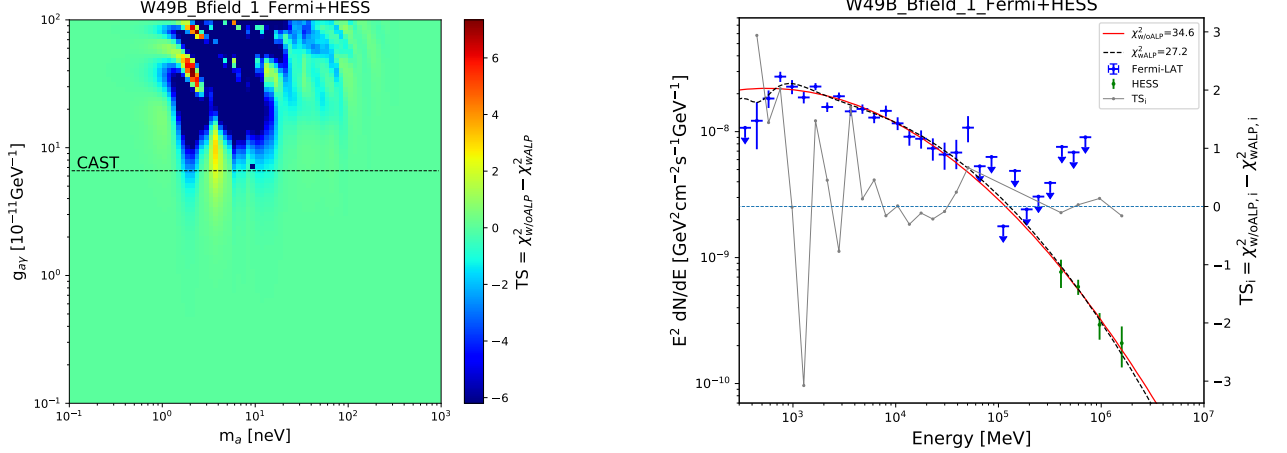 W49B_Bfield_1_Fermi+HESS
10²
10¹
10⁰
10⁻¹
g_aγ [10⁻¹¹GeV⁻¹]
CAST
10⁻¹ 10⁰ 10¹ 10² 10³
m_a [neV]
6
4
2
0
−2
−4
−6
TS = χ²_w/oALP − χ²_wALP
W49B_Bfield_1_Fermi+HESS
χ²_w/oALP=34.6
χ²_wALP=27.2
Fermi-LAT
HESS
TS_i
10⁻⁸
10⁻⁹
10⁻¹⁰
E² dN/dE [GeV²cm⁻²s⁻¹GeV⁻¹]
10³ 10⁴ 10⁵ 10⁶ 10⁷
Energy [MeV]
3
2
1
0
−1
−2
−3
TS_i = χ²_w/oALP, i − χ²_wALP, i